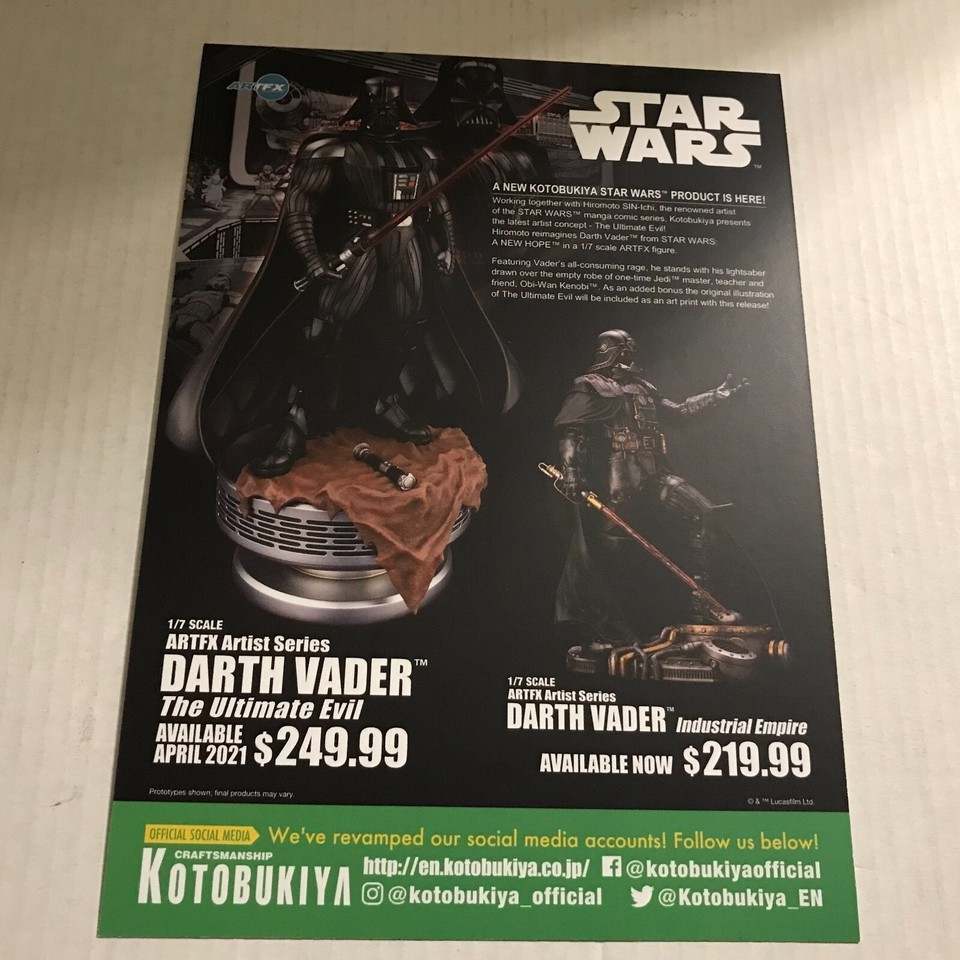 ARTFX
STAR
WARS™
A NEW KOTOBUKIYA STAR WARS™ PRODUCT IS HERE!
Working together with Hiromoto SIN-Ichi, the renowned artist
of the STAR WARS™ manga comic series, Kotobukiya presents
the latest artist concept - The Ultimate Evil!
Hiromoto reimagines Darth Vader™ from STAR WARS:
A NEW HOPE™ in a 1/7 scale ARTFX figure.
Featuring Vader's all-consuming rage, he stands with his lightsaber
drawn over the empty robe of one-time Jedi™ master, teacher and
friend, Obi-Wan Kenobi™. As an added bonus the original illustration
of The Ultimate Evil will be included as an art print with this release!
1/7 SCALE
ARTFX Artist Series
DARTH VADER™
The Ultimate Evil
AVAILABLE
APRIL 2021 $249.99
1/7 SCALE
ARTFX Artist Series
DARTH VADER™ Industrial Empire
AVAILABLE NOW $219.99
Prototypes shown; final products may vary.
© & ™ Lucasfilm Ltd.
OFFICIAL SOCIAL MEDIA We've revamped our social media accounts! Follow us below!
CRAFTSMANSHIP
KOTOBUKIYA
http://en.kotobukiya.co.jp/ @kotobukiyaofficial
@kotobukiya_official @Kotobukiya_EN